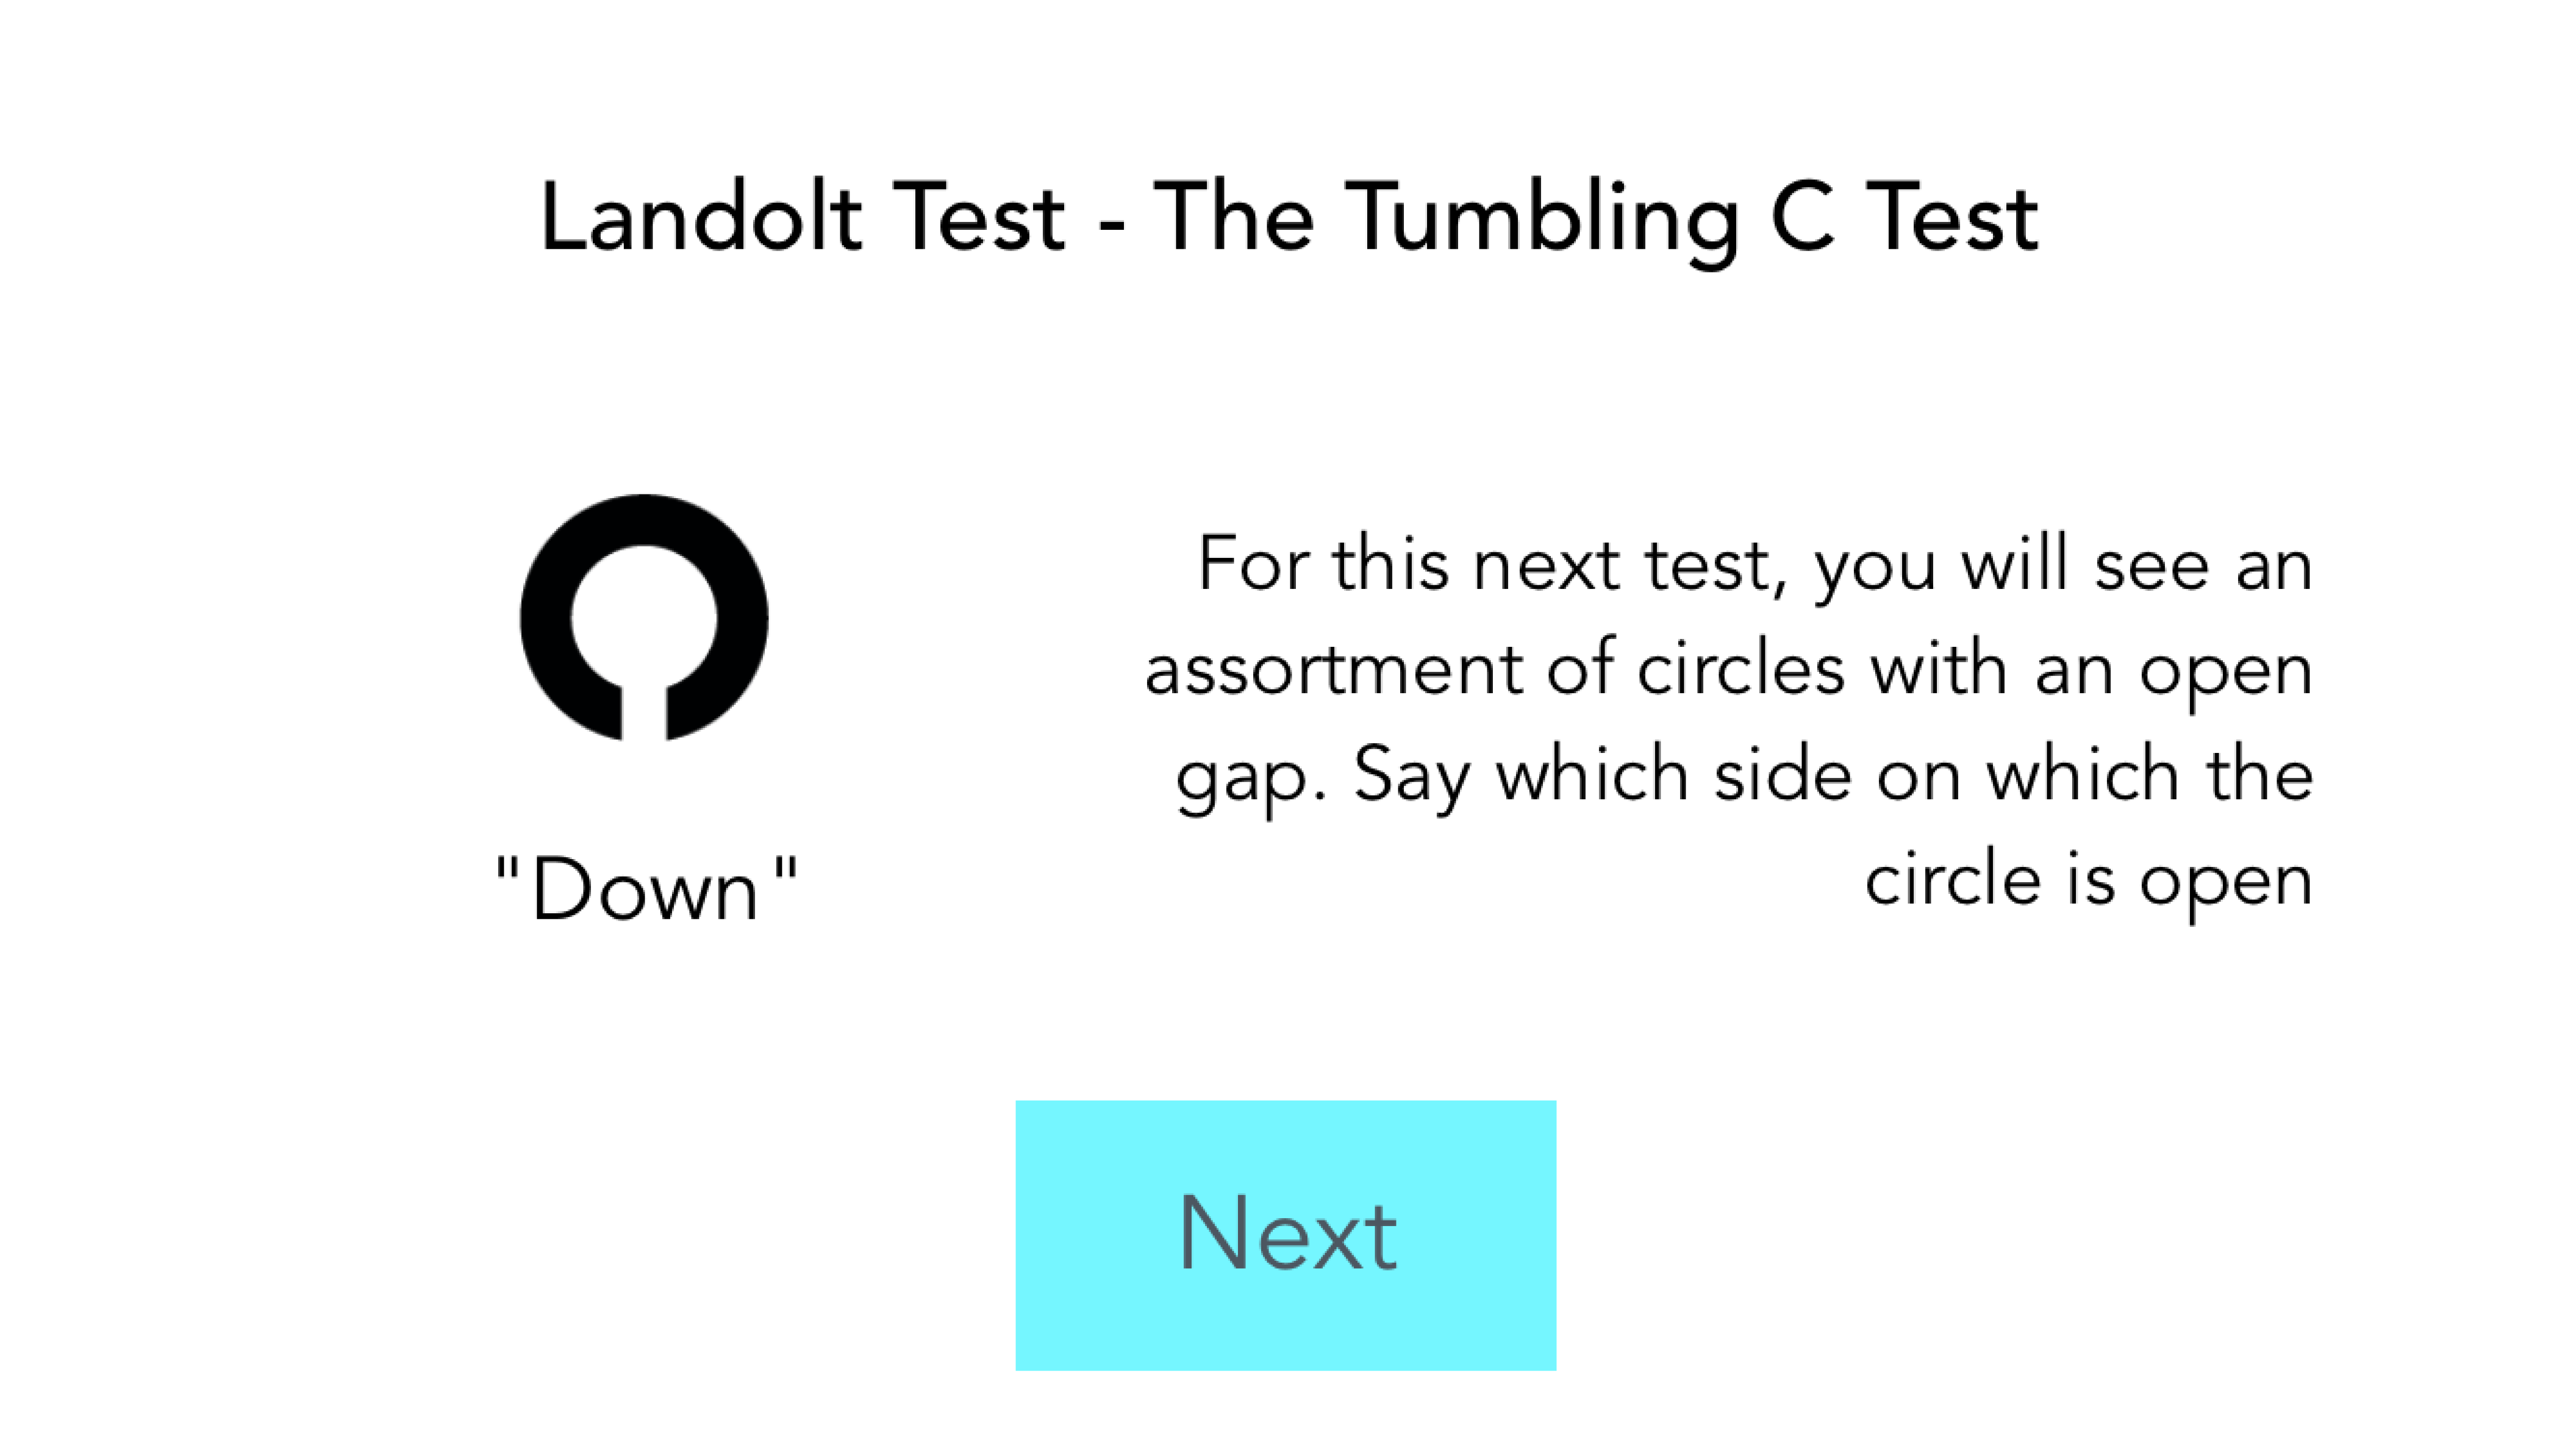 Landolt Test - The Tumbling C Test
"Down"
For this next test, you will see an
assortment of circles with an open
gap. Say which side on which the
circle is open
Next